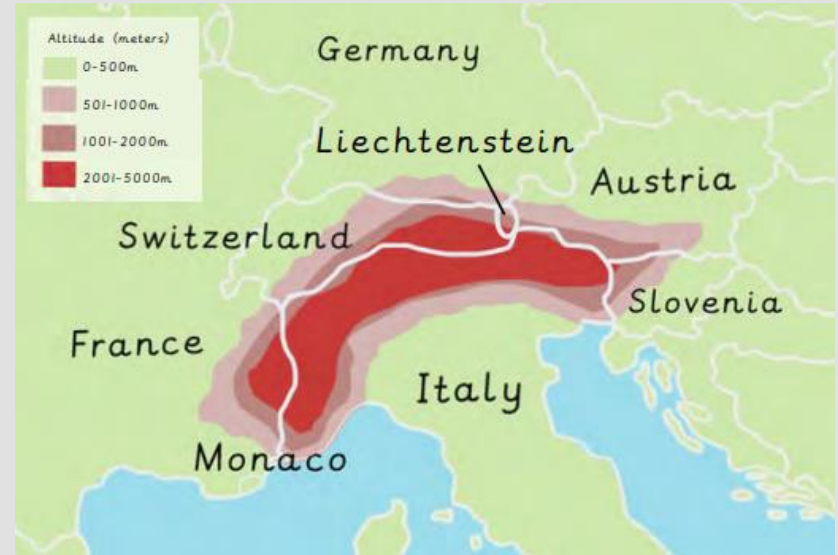 Altitude (meters)
0-500m
501-1000m
1001-2000m
2001-5000m
Germany
Liechtenstein
Austria
Switzerland
Slovenia
France
Italy
Monaco